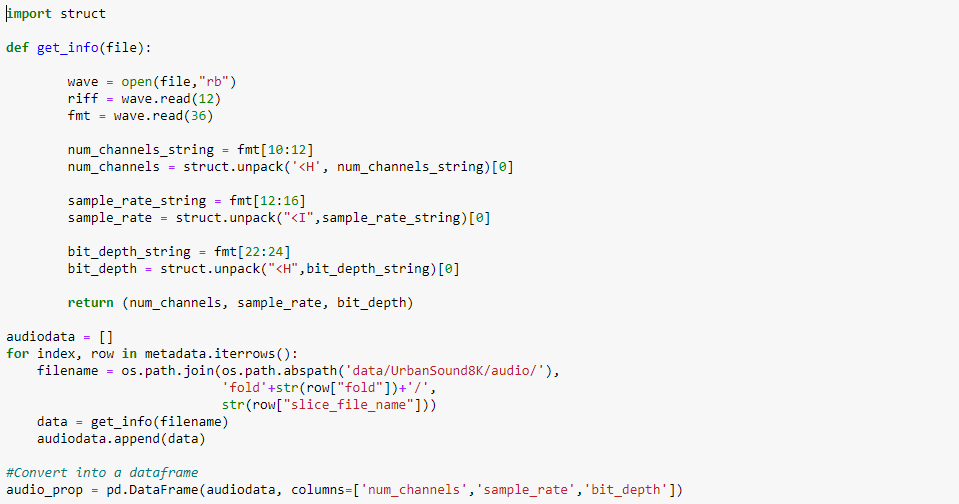 import struct

def get_info(file):

        wave = open(file,"rb")
        riff = wave.read(12)
        fmt = wave.read(36)

        num_channels_string = fmt[10:12]
        num_channels = struct.unpack('<H', num_channels_string)[0]

        sample_rate_string = fmt[12:16]
        sample_rate = struct.unpack("<I",sample_rate_string)[0]

        bit_depth_string = fmt[22:24]
        bit_depth = struct.unpack("<H",bit_depth_string)[0]

        return (num_channels, sample_rate, bit_depth)

audiodata = []
for index, row in metadata.iterrows():
    filename = os.path.join(os.path.abspath('data/UrbanSound8K/audio/'),
                            'fold'+str(row["fold"])+'/',
                            str(row["slice_file_name"]))
    data = get_info(filename)
    audiodata.append(data)

#Convert into a dataframe
audio_prop = pd.DataFrame(audiodata, columns=['num_channels','sample_rate','bit_depth'])